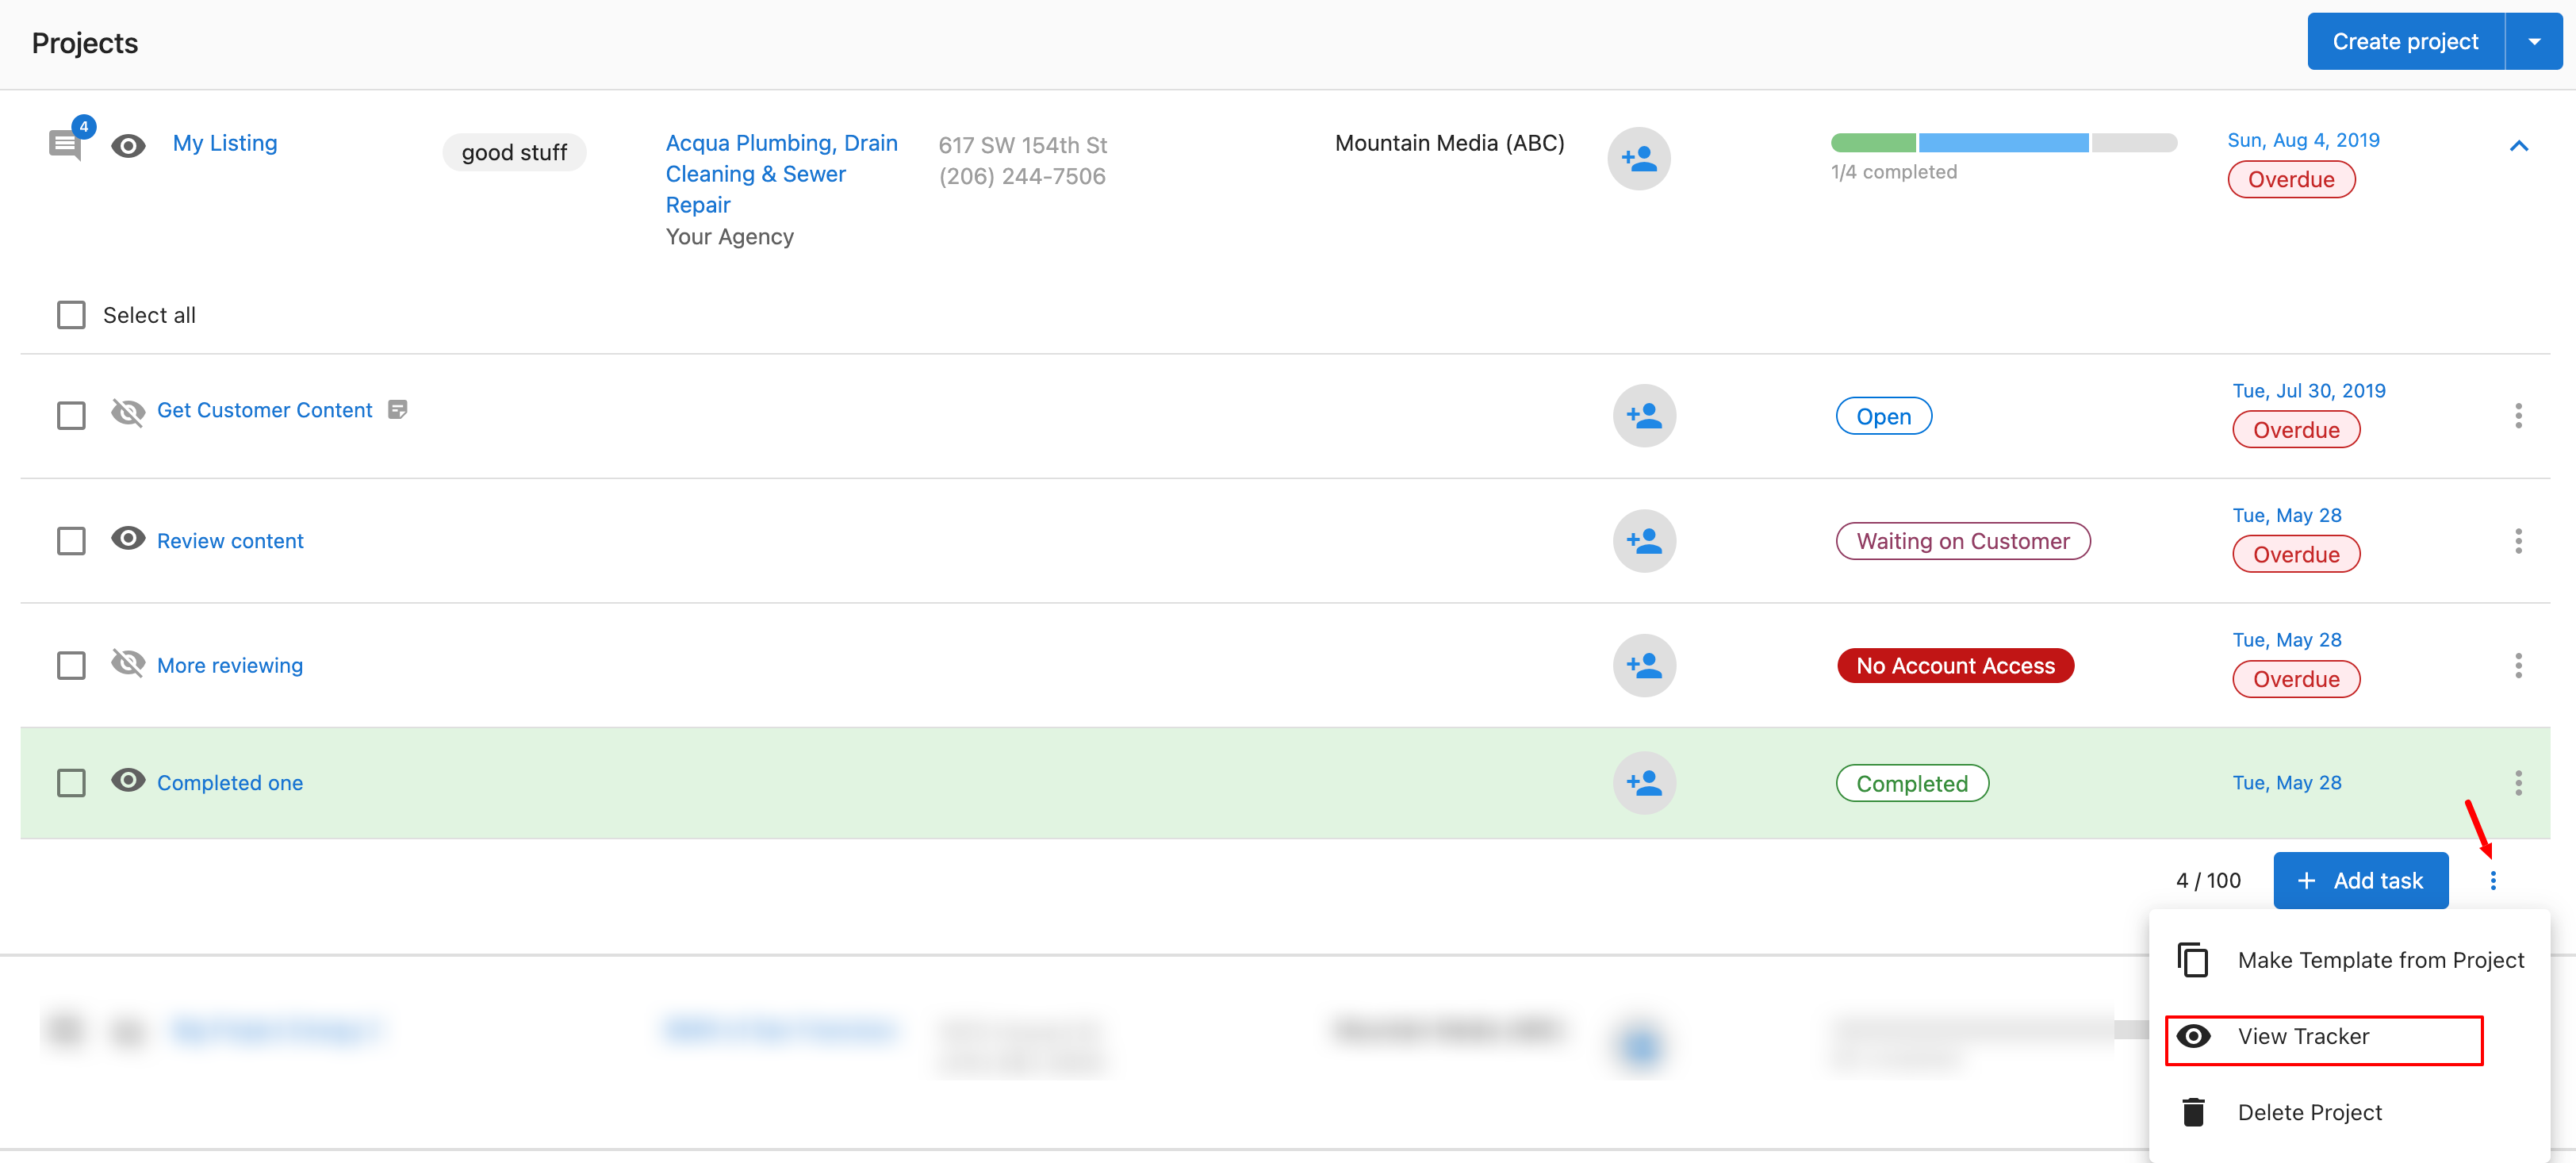 Projects
Create project
4
My Listing
good stuff
Acqua Plumbing, Drain
Cleaning & Sewer
Repair
Your Agency
617 SW 154th St
(206) 244-7506
Mountain Media (ABC)
1/4 completed
Sun, Aug 4, 2019
Overdue
Select all
Get Customer Content
Open
Tue, Jul 30, 2019
Overdue
Review content
Waiting on Customer
Tue, May 28
Overdue
More reviewing
No Account Access
Tue, May 28
Overdue
Completed one
Completed
Tue, May 28
4 / 100
+ Add task
Make Template from Project
View Tracker
Delete Project